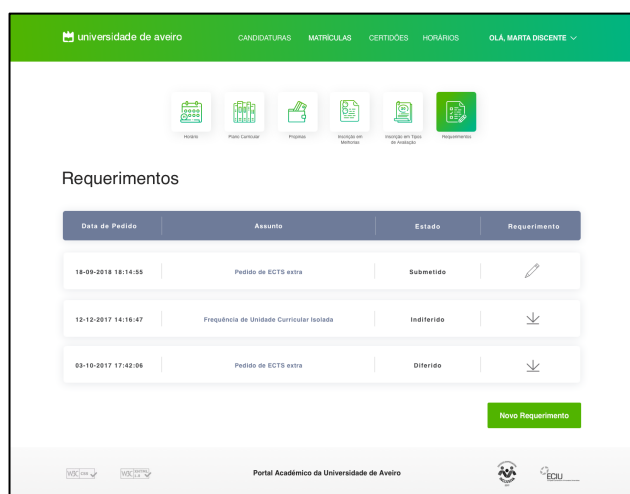 universidade de aveiro CANDIDATURAS MATRÍCULAS CERTIDÕES HORÁRIOS OLÁ, MARTA DISCENTE
Horário Plano Curricular Propinas Inscrição em Melhorias Inscrição em Tipos de Avaliação Requerimentos
Requerimentos
Data de Pedido Assunto Estado Requerimento
18-09-2018 18:14:55 Pedido de ECTS extra Submetido
12-12-2017 14:16:47 Frequência de Unidade Curricular Isolada Indiferido
03-10-2017 17:42:06 Pedido de ECTS extra Diferido
Novo Requerimento
W3C css W3C Portal Académico da Universidade de Aveiro ECIU